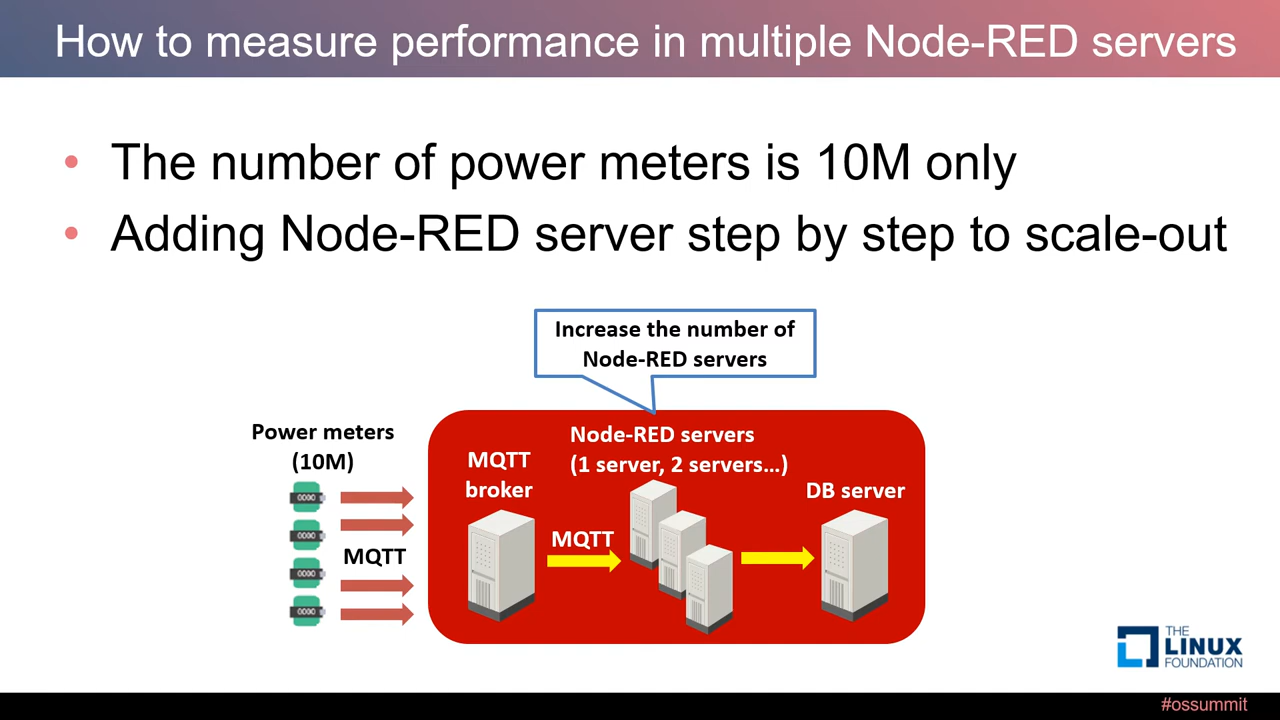 How to measure performance in multiple Node-RED servers
• The number of power meters is 10M only
• Adding Node-RED server step by step to scale-out
Increase the number of
Node-RED servers
Power meters
(10M)
MQTT
MQTT
broker
MQTT
Node-RED servers
(1 server, 2 servers...)
DB server
THE
LINUX
FOUNDATION
#ossummit